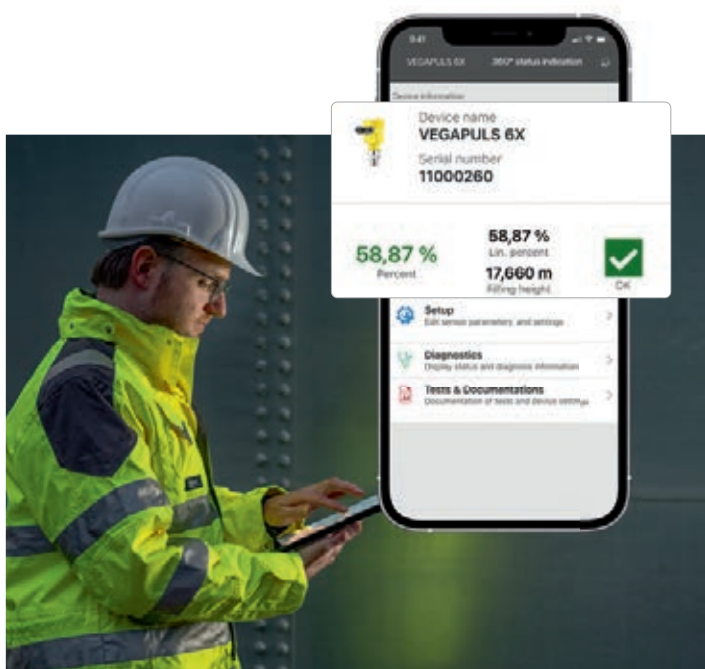 9:41
VEGAPULS 6X 360° status indication
Device information
Device name
VEGAPULS 6X
Serial number
11000260
58,87 %
Percent
58,87 %
Lin. percent
17,660 m
Filling height
OK
Setup
Edit sensor parameters and settings
Diagnostics
Display status and diagnosis information
Tests & Documentations
Documentation of tests and device settings